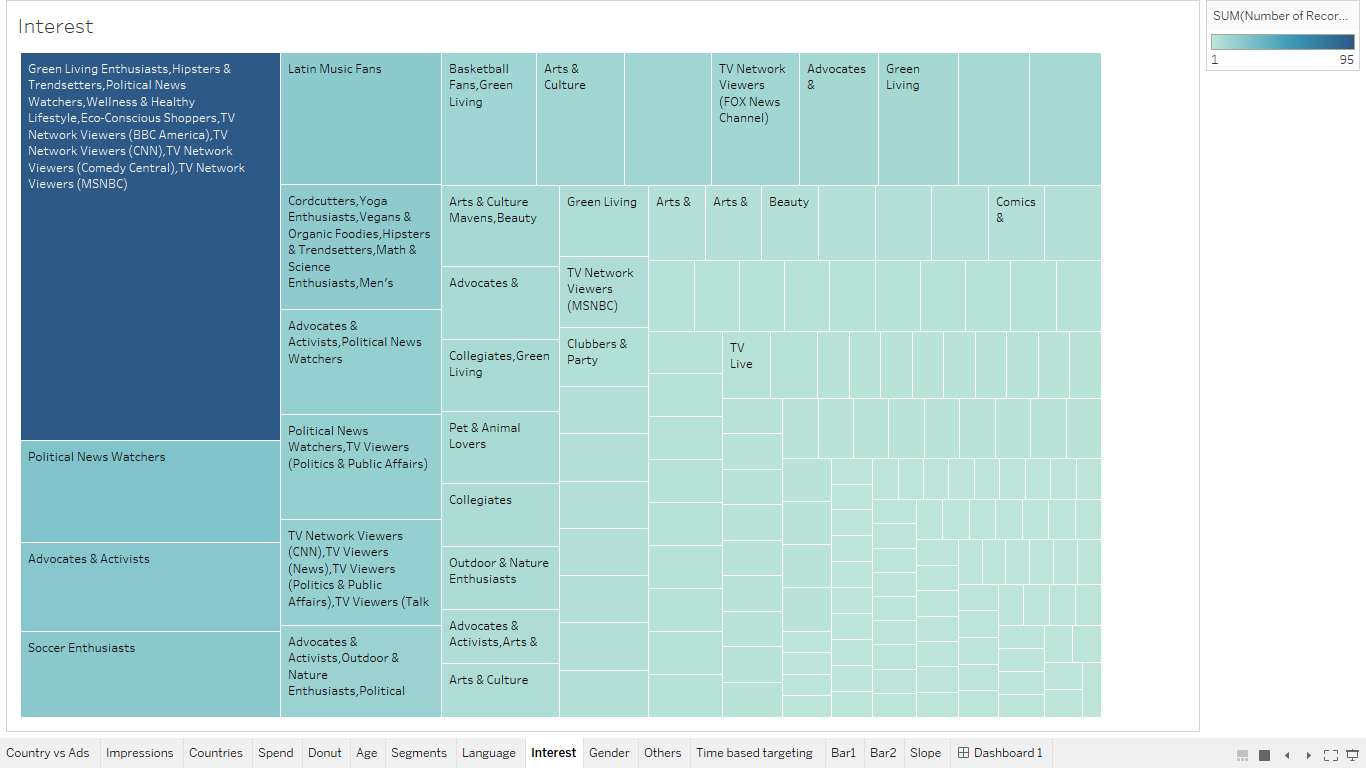 Interest
SUM(Number of Recor...
1
95
Green Living Enthusiasts,Hipsters &
Trendsetters,Political News
Watchers,Wellness & Healthy
Lifestyle,Eco-Conscious Shoppers,TV
Network Viewers (BBC America),TV
Network Viewers (CNN),TV Network
Viewers (Comedy Central),TV Network
Viewers (MSNBC)
Political News Watchers
Advocates & Activists
Soccer Enthusiasts
Latin Music Fans
Cordcutters,Yoga
Enthusiasts,Vegans &
Organic Foodies,Hipsters
& Trendsetters,Math &
Science
Enthusiasts,Men's
Advocates &
Activists,Political News
Watchers
Political News
Watchers,TV Viewers
(Politics & Public Affairs)
TV Network Viewers
(CNN),TV Viewers
(News),TV Viewers
(Politics & Public
Affairs),TV Viewers (Talk
Advocates &
Activists,Outdoor &
Nature
Enthusiasts,Political
Basketball
Fans,Green
Living
Arts &
Culture
TV Network
Viewers
(FOX News
Channel)
Advocates
&
Green
Living
Arts & Culture
Mavens,Beauty
Advocates &
Collegiates,Green
Living
Pet & Animal
Lovers
Collegiates
Outdoor & Nature
Enthusiasts
Advocates &
Activists,Arts &
Arts & Culture
Green Living
TV Network
Viewers
(MSNBC)
Clubbers &
Party
Arts &
Arts &
Beauty
Comics
&
TV
Live
Country vs Ads
Impressions
Countries
Spend
Donut
Age
Segments
Language
Interest
Gender
Others
Time based targeting
Bar1
Bar2
Slope
Dashboard 1